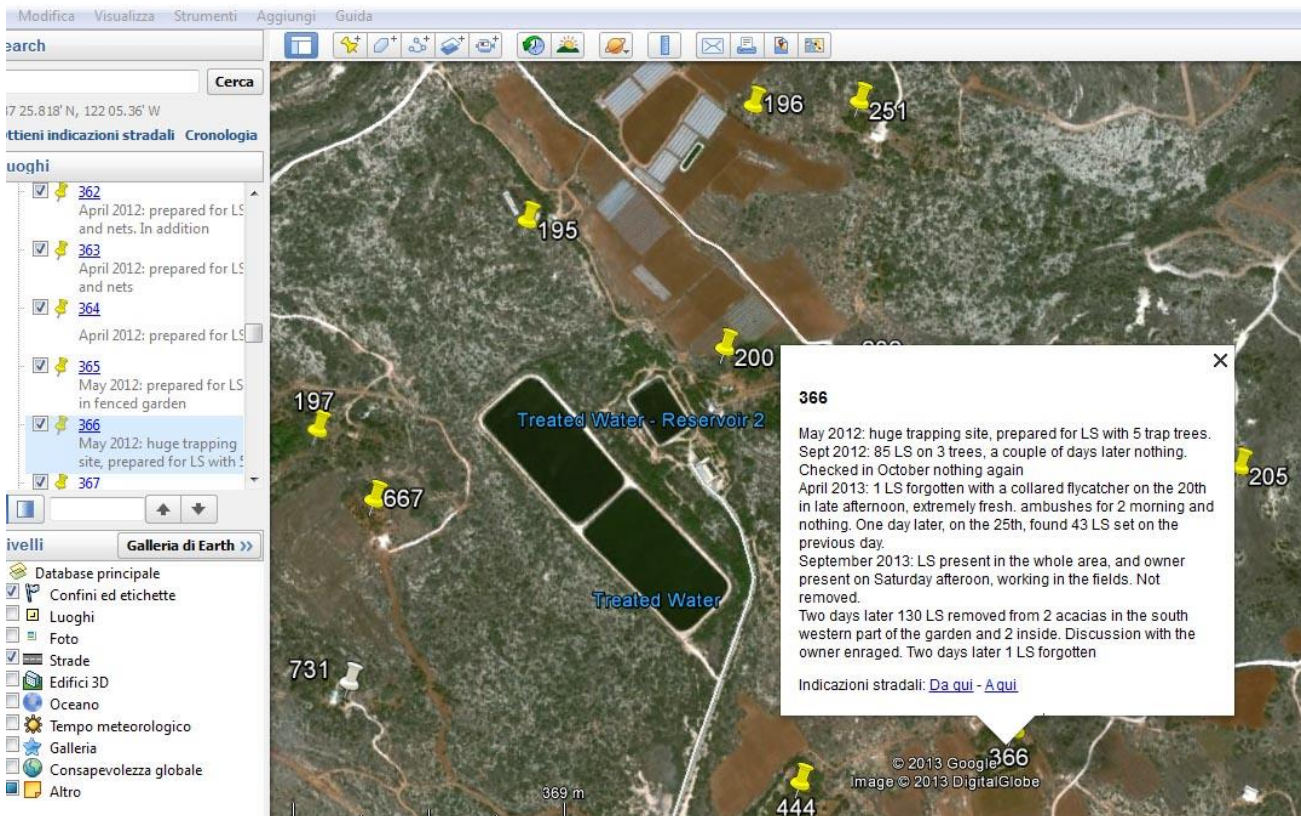 Modifica Visualizza Strumenti Aggiungi Guida
earch
Cerca
37 25.818' N, 122 05.36' W
ttieni indicazioni stradali Cronologia
uoghi
362
April 2012: prepared for LS
and nets. In addition
363
April 2012: prepared for LS
and nets
364
April 2012: prepared for LS
365
May 2012: prepared for LS
in fenced garden
366
May 2012: huge trapping
site, prepared for LS with 5
367
ivelli
Galleria di Earth »
Database principale
Confini ed etichette
Luoghi
Foto
Strade
Edifici 3D
Oceano
Tempo meteorologico
Galleria
Consapevolezza globale
Altro
196
251
195
200
197
Treated Water - Reservoir 2
667
205
Treated Water
731
369 m
444
366
© 2013 Google
Image © 2013 DigitalGlobe
366
May 2012: huge trapping site, prepared for LS with 5 trap trees.
Sept 2012: 85 LS on 3 trees, a couple of days later nothing.
Checked in October nothing again
April 2013: 1 LS forgotten with a collared flycatcher on the 20th
in late afternoon, extremely fresh. ambushes for 2 morning and
nothing. One day later, on the 25th, found 43 LS set on the
previous day.
September 2013: LS present in the whole area, and owner
present on Saturday afteroon, working in the fields. Not
removed.
Two days later 130 LS removed from 2 acacias in the south
western part of the garden and 2 inside. Discussion with the
owner enraged. Two days later 1 LS forgotten
Indicazioni stradali: Da qui - A qui